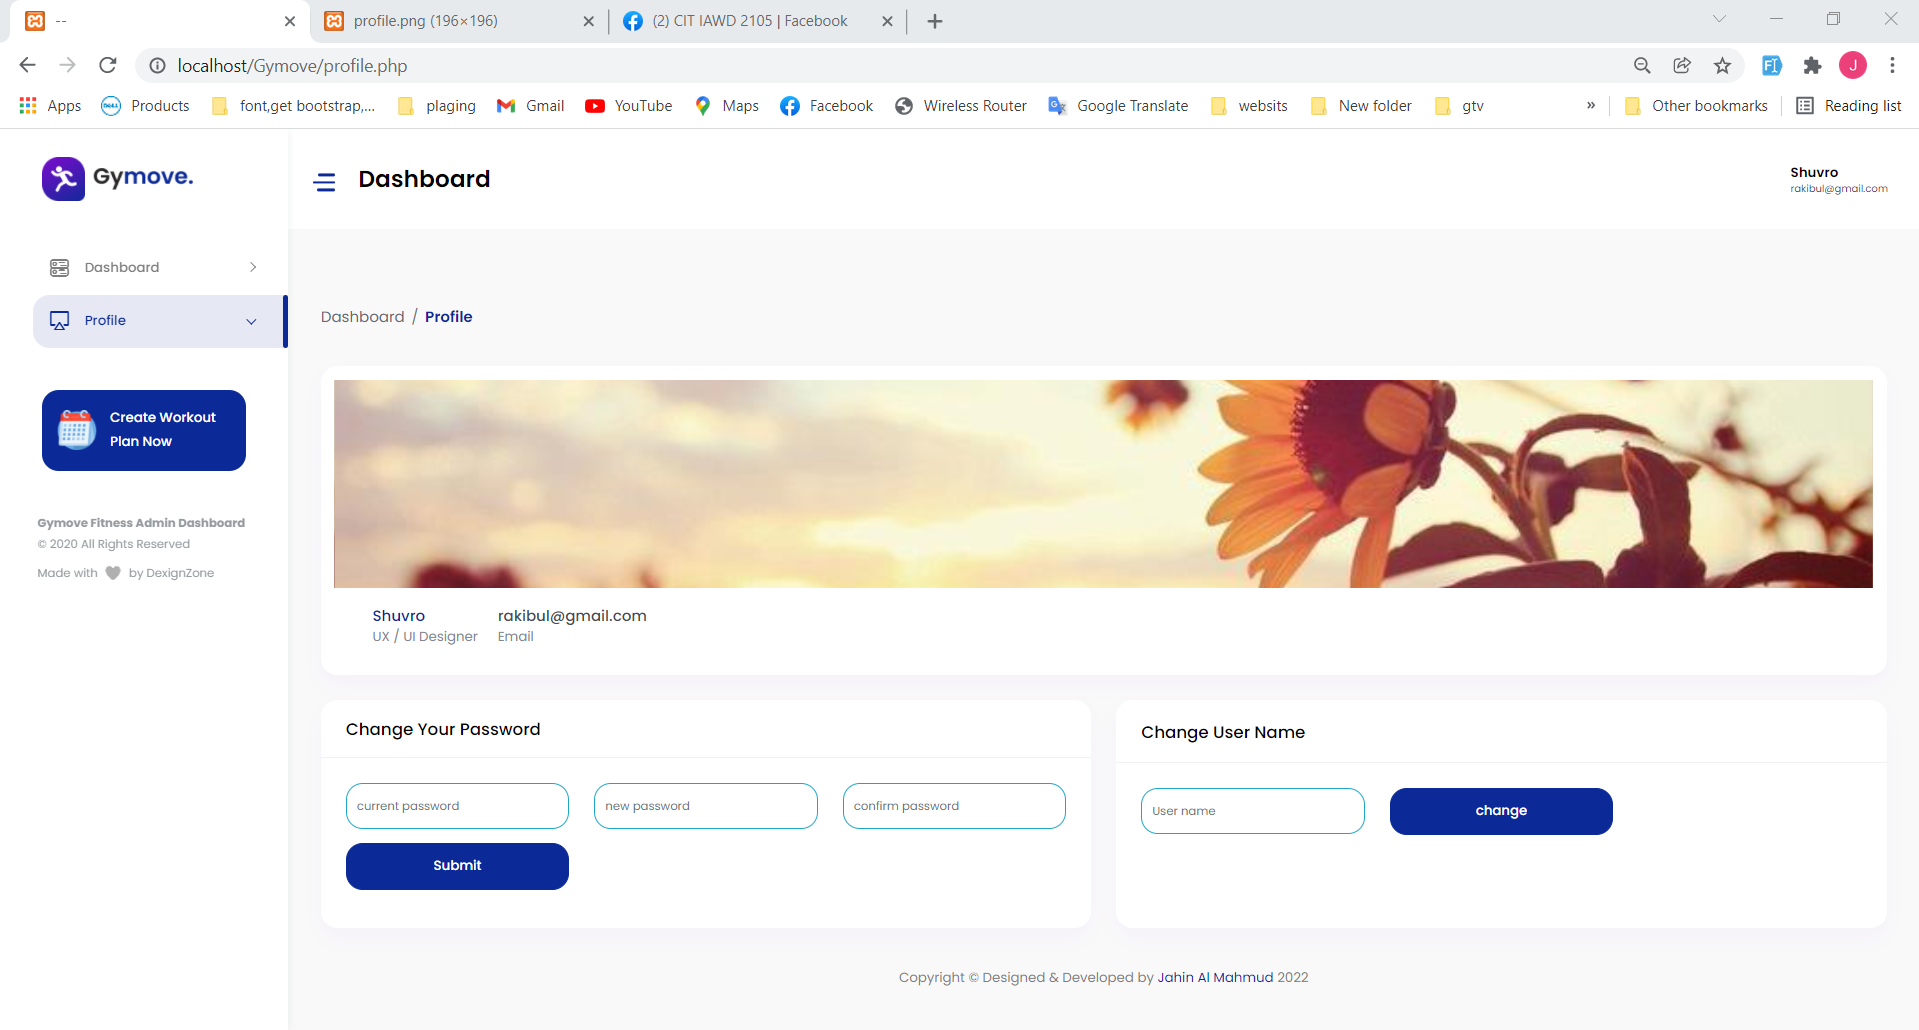 --
profile.png (196×196)
(2) CIT IAWD 2105 | Facebook
localhost/Gymove/profile.php
J
Apps
Products
font,get bootstrap,...
plaging
Gmail
YouTube
Maps
Facebook
Wireless Router
Google Translate
websits
New folder
gtv
»
Other bookmarks
Reading list
Gymove.
Dashboard
Shuvro
rakibul@gmail.com
Dashboard
Profile
Create Workout
Plan Now
Gymove Fitness Admin Dashboard
© 2020 All Rights Reserved
Made with ♥ by DexignZone
Dashboard / Profile
Shuvro
UX / UI Designer
rakibul@gmail.com
Email
Change Your Password
current password
new password
confirm password
Submit
Change User Name
User name
change
Copyright © Designed & Developed by Jahin Al Mahmud 2022